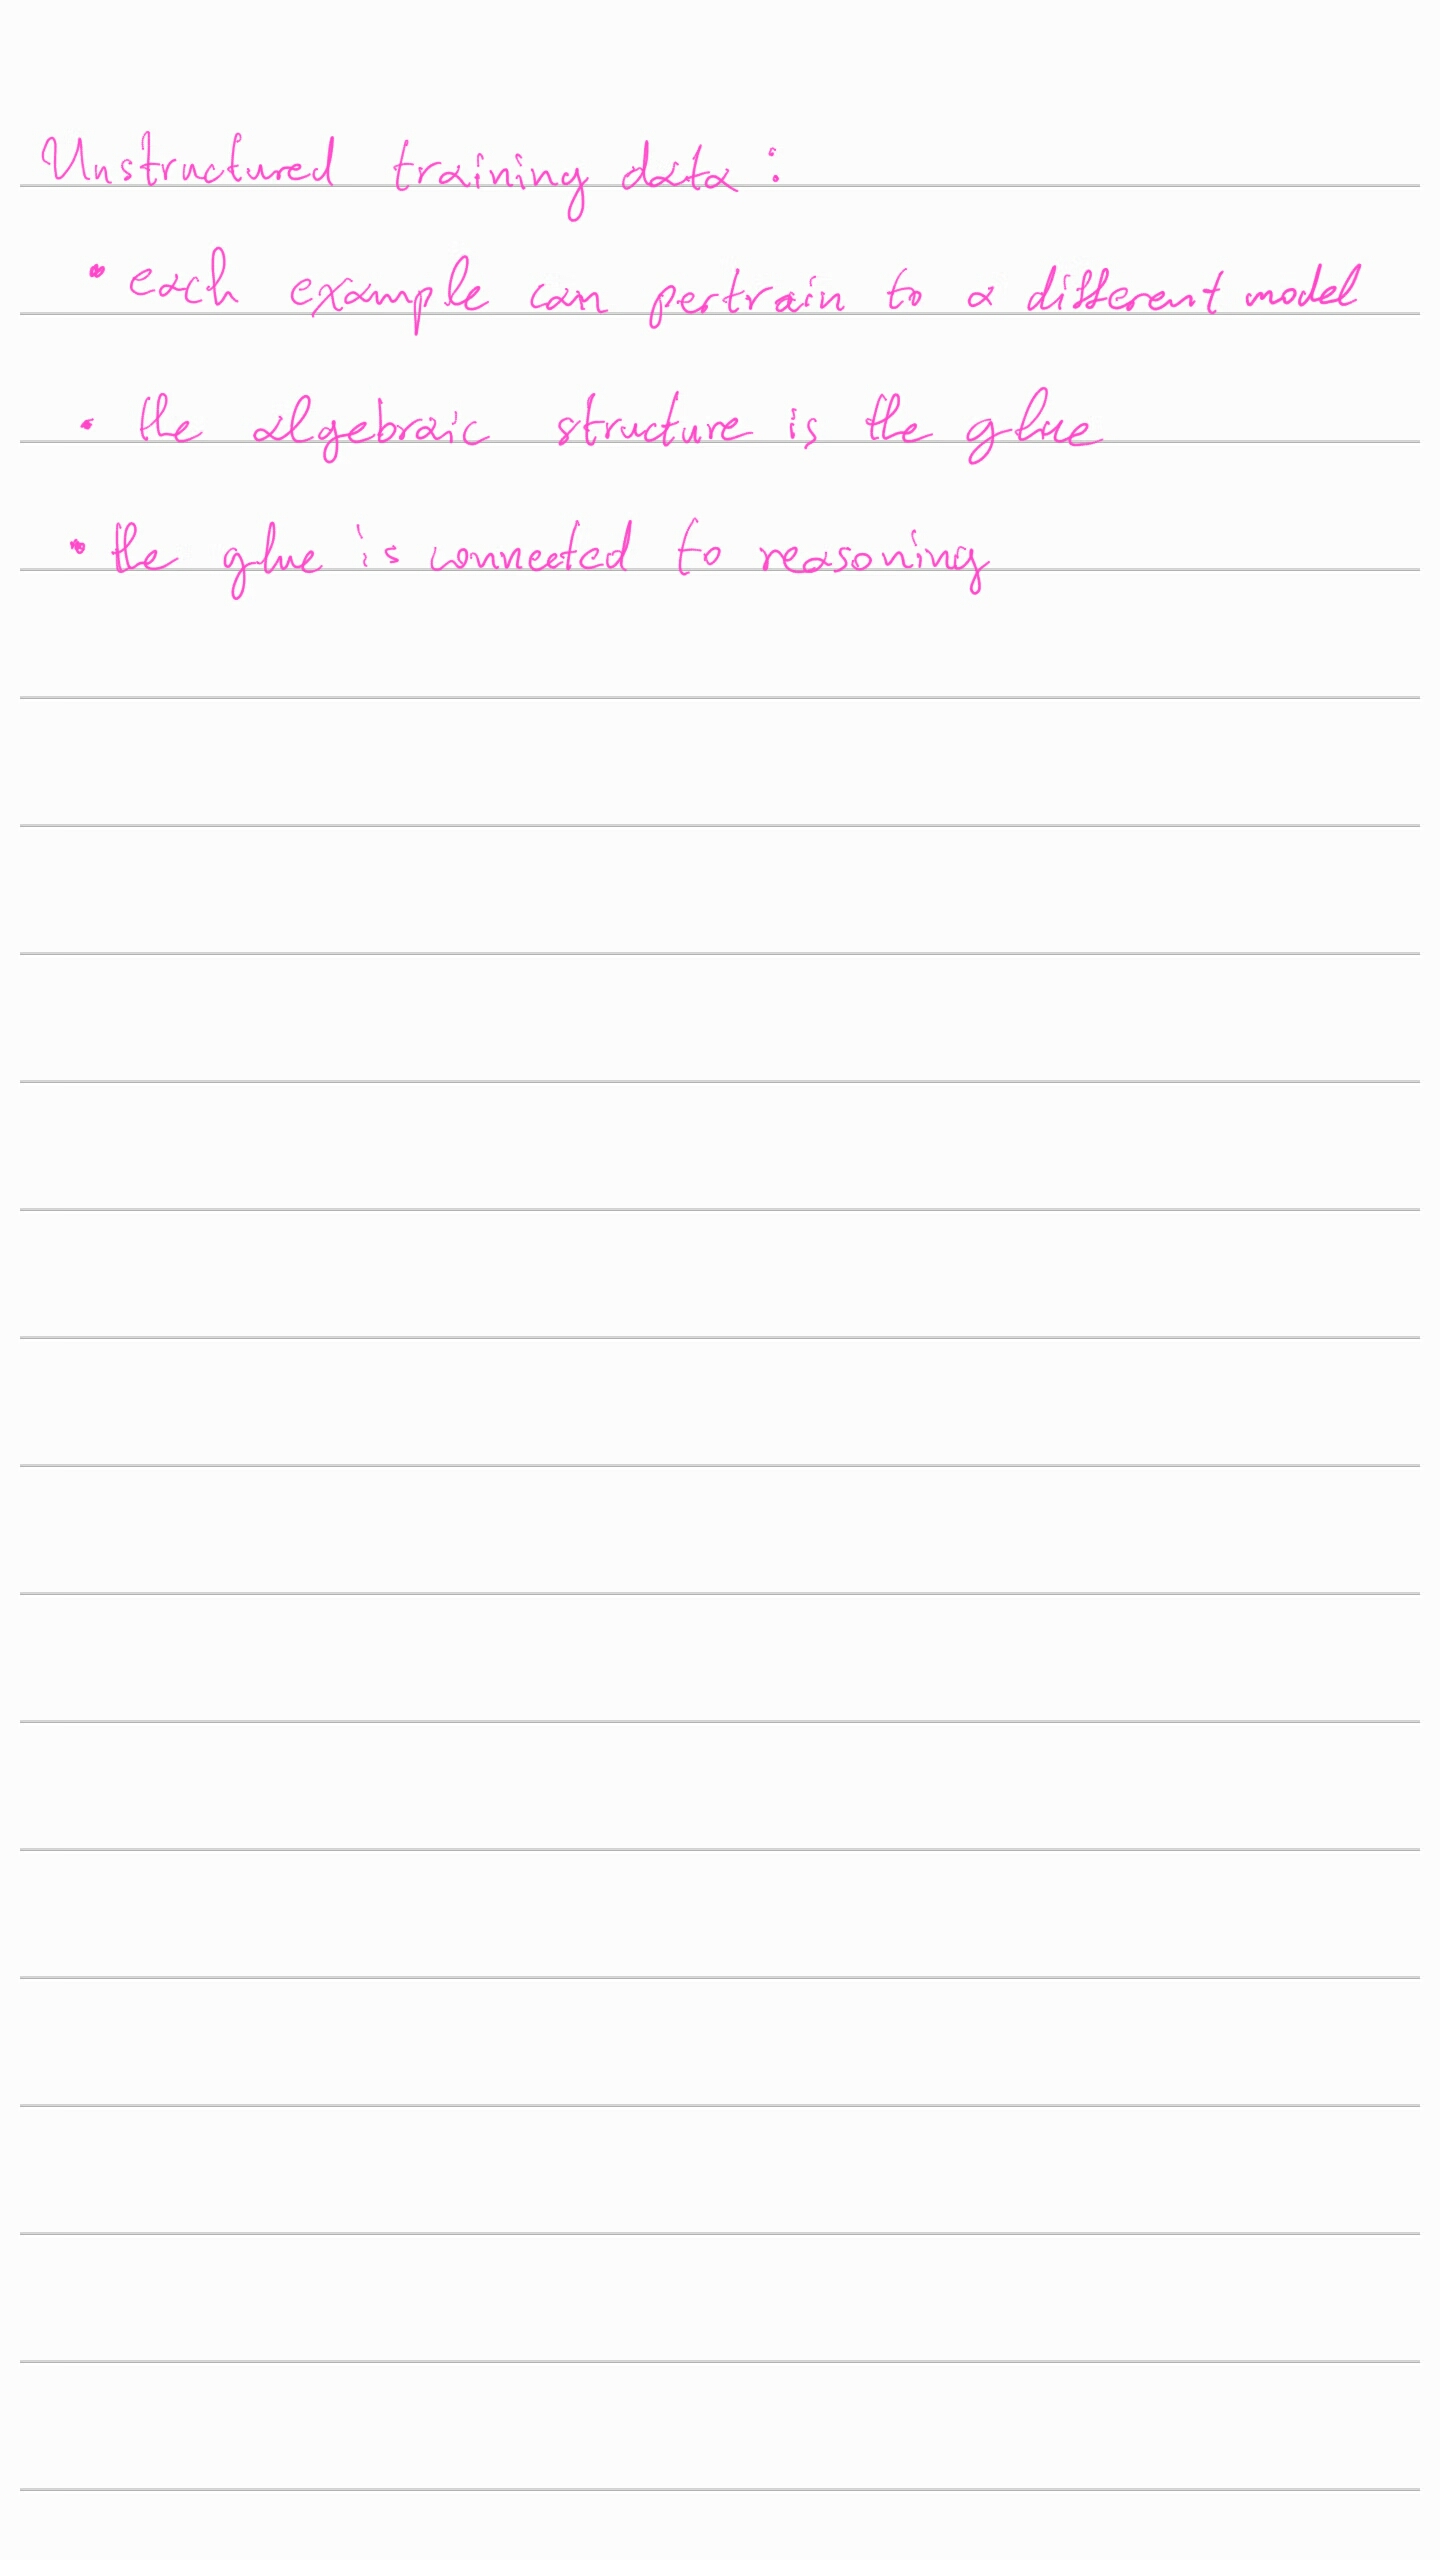 Unstructured training data :
• each example can pertrain to a different model
• the algebraic structure is the glue
• the glue is connected to reasoning